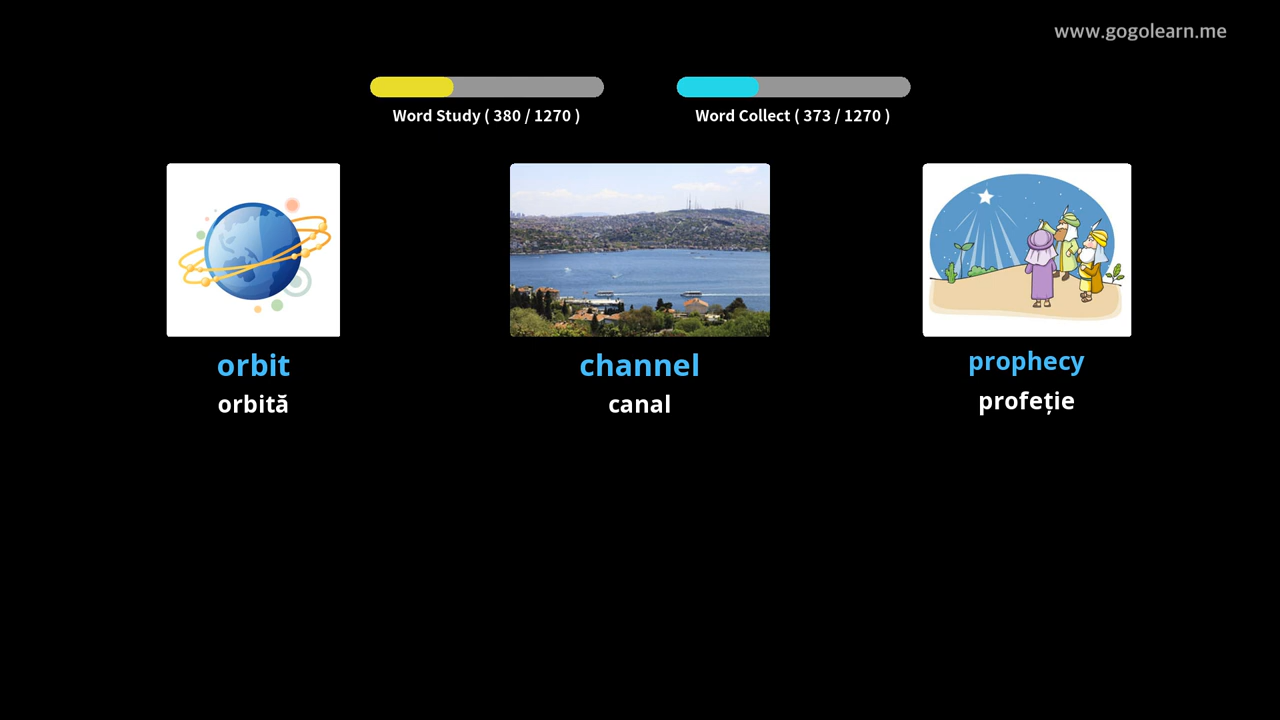 www.gogolearn.me
Word Study ( 380 / 1270 )
Word Collect ( 373 / 1270 )
orbit
orbită
channel
canal
prophecy
profeție